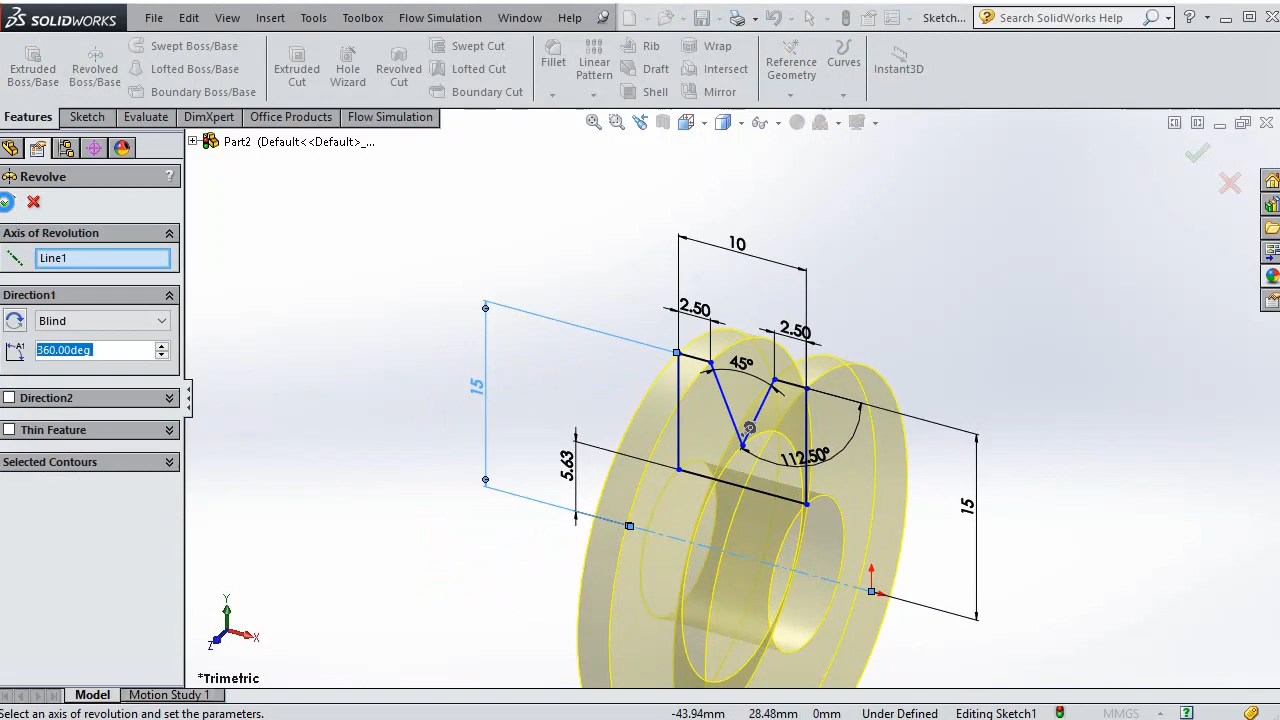 SOLIDWORKS File Edit View Insert Tools Toolbox Flow Simulation Window Help Sketch... Search SolidWorks Help
Extruded Boss/Base
Revolved Boss/Base
Swept Boss/Base
Lofted Boss/Base
Boundary Boss/Base
Extruded Cut
Hole Wizard
Revolved Cut
Swept Cut
Lofted Cut
Boundary Cut
Fillet
Linear Pattern
Rib
Draft
Shell
Wrap
Intersect
Mirror
Reference Geometry
Curves
Instant3D
Features Sketch Evaluate DimXpert Office Products Flow Simulation
Part2 (Default<<Default>_...
Revolve ?
Axis of Revolution
Line1
Direction1
Blind
A1
360.00deg
Direction2
Thin Feature
Selected Contours
10
2.50
2.50
45°
15
5.63
112.50°
15
Y
X
Z
*Trimetric
Model Motion Study 1
Select an axis of revolution and set the parameters. -43.94mm 28.48mm 0mm Under Defined Editing Sketch1 MMGS ?